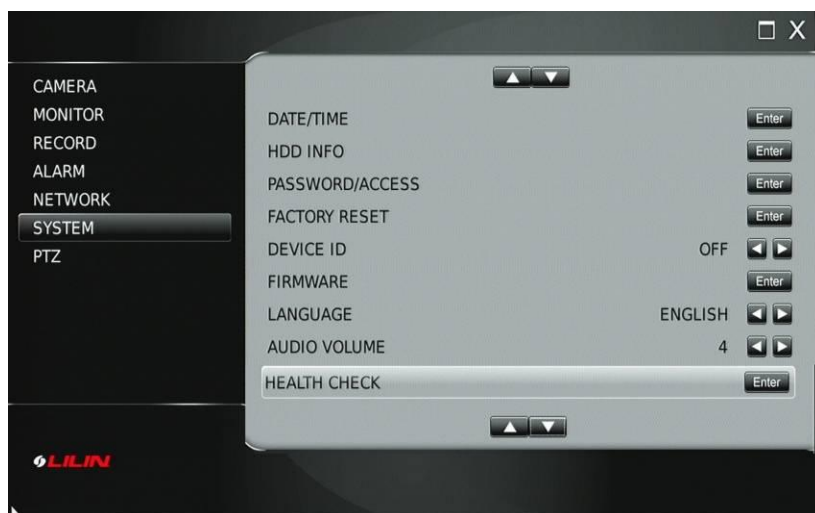 X
CAMERA
MONITOR
RECORD
ALARM
NETWORK
SYSTEM
PTZ
DATE/TIME Enter
HDD INFO Enter
PASSWORD/ACCESS Enter
FACTORY RESET Enter
DEVICE ID OFF
FIRMWARE Enter
LANGUAGE ENGLISH
AUDIO VOLUME 4
HEALTH CHECK Enter
LILIN